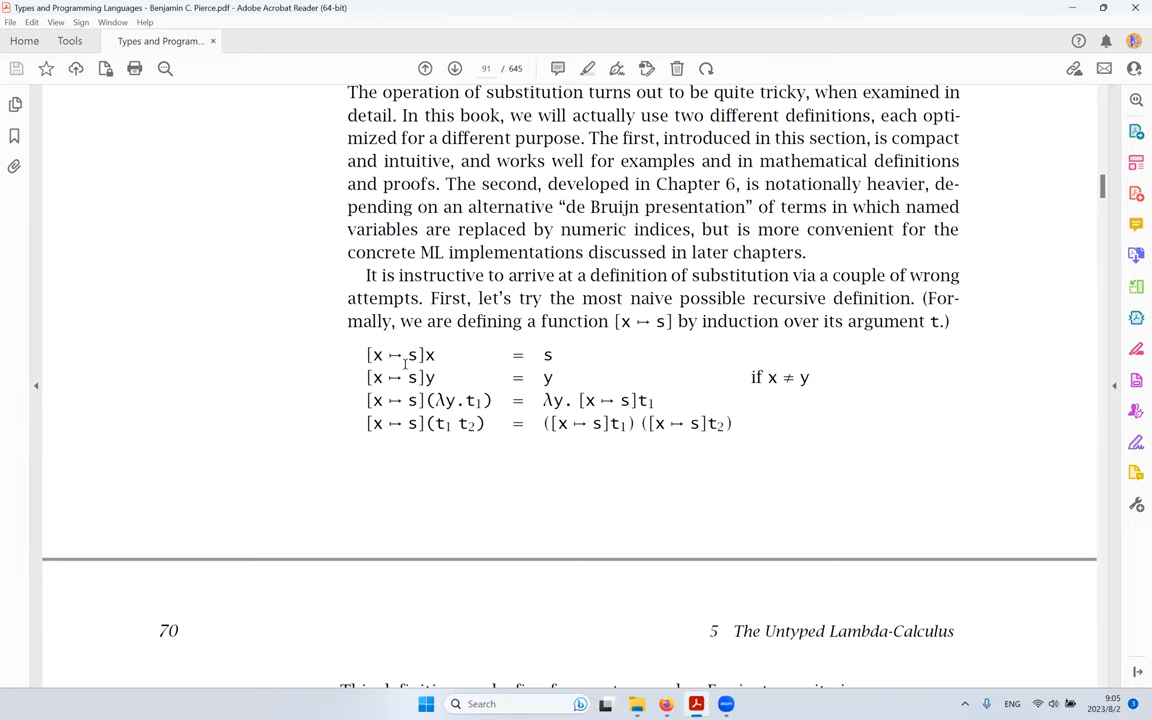 Types and Programming Languages - Benjamin C. Pierce.pdf - Adobe Acrobat Reader (64-bit)
File Edit View Sign Window Help
Home Tools Types and Program... ×
91 / 645
The operation of substitution turns out to be quite tricky, when examined in
detail. In this book, we will actually use two different definitions, each opti-
mized for a different purpose. The first, introduced in this section, is compact
and intuitive, and works well for examples and in mathematical definitions
and proofs. The second, developed in Chapter 6, is notationally heavier, de-
pending on an alternative “de Bruijn presentation” of terms in which named
variables are replaced by numeric indices, but is more convenient for the
concrete ML implementations discussed in later chapters.
It is instructive to arrive at a definition of substitution via a couple of wrong
attempts. First, let’s try the most naive possible recursive definition. (For-
mally, we are defining a function [x ↦ s] by induction over its argument t.)
[x ↦ s]x = s
[x ↦ s]y = y if x ≠ y
[x ↦ s](λy.t₁) = λy. [x ↦ s]t₁
[x ↦ s](t₁ t₂) = ([x ↦ s]t₁) ([x ↦ s]t₂)
70 5 The Untyped Lambda-Calculus
Search
ENG
9:05
2023/8/2
3